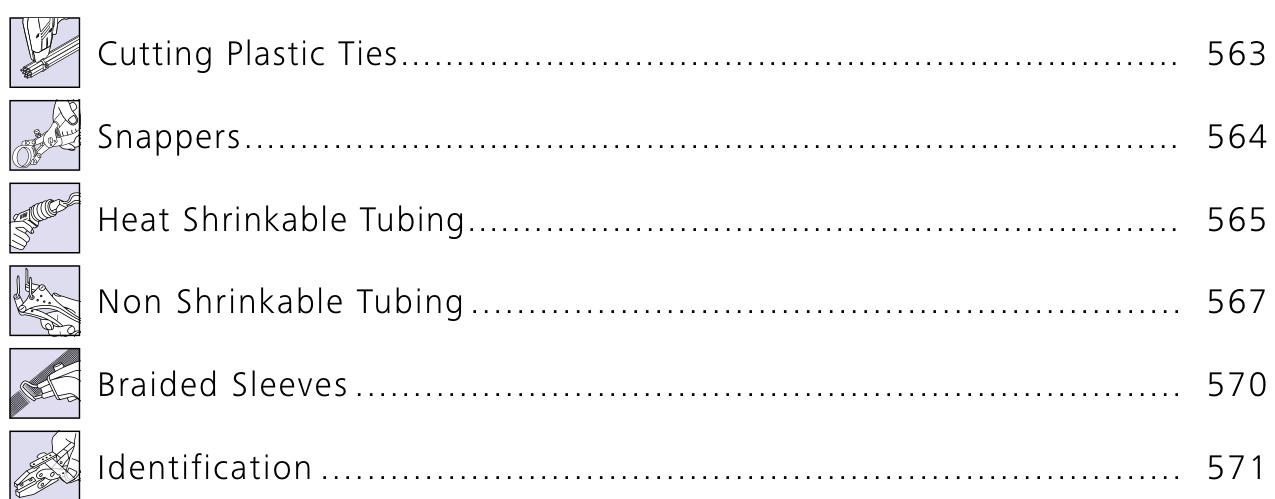 Cutting Plastic Ties........................................................................................ 563
Snappers........................................................................................................ 564
Heat Shrinkable Tubing................................................................................ 565
Non Shrinkable Tubing ................................................................................ 567
Braided Sleeves ............................................................................................ 570
Identification ................................................................................................ 571